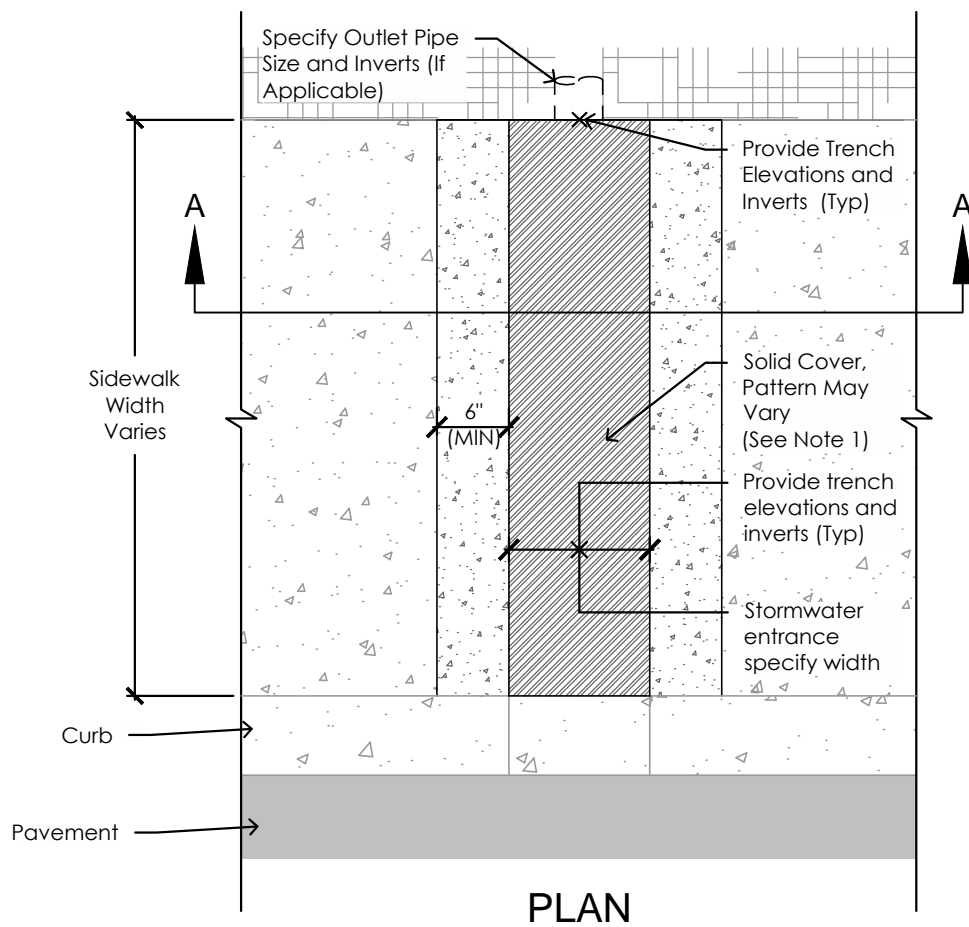 Specify Outlet Pipe
Size and Inverts (If
Applicable)
Provide Trench
Elevations and
Inverts (Typ)
A
A
Sidewalk
Width
Varies
6"
(MIN)
Solid Cover,
Pattern May
Vary
(See Note 1)
Provide trench
elevations and
inverts (Typ)
Stormwater
entrance
specify width
Curb
Pavement
PLAN